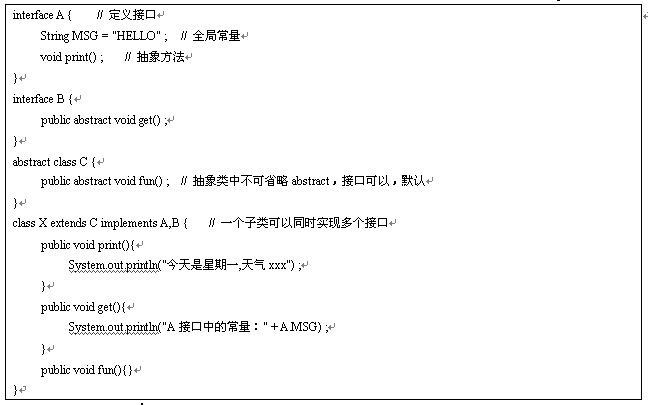 interface A {        // 定义接口
String MSG = "HELLO" ;    // 全局常量
void print() ;       // 抽象方法
}
interface B {
public abstract void get() ;
}
abstract class C {
public abstract void fun() ;    // 抽象类中不可省略 abstract，接口可以，默认
}
class X extends C implements A,B {       // 一个子类可以同时实现多个接口
public void print(){
System.out.println("今天是星期一,天气 xxx") ;
}
public void get(){
System.out.println("A 接口中的常量：" + A.MSG) ;
}
public void fun(){}
}